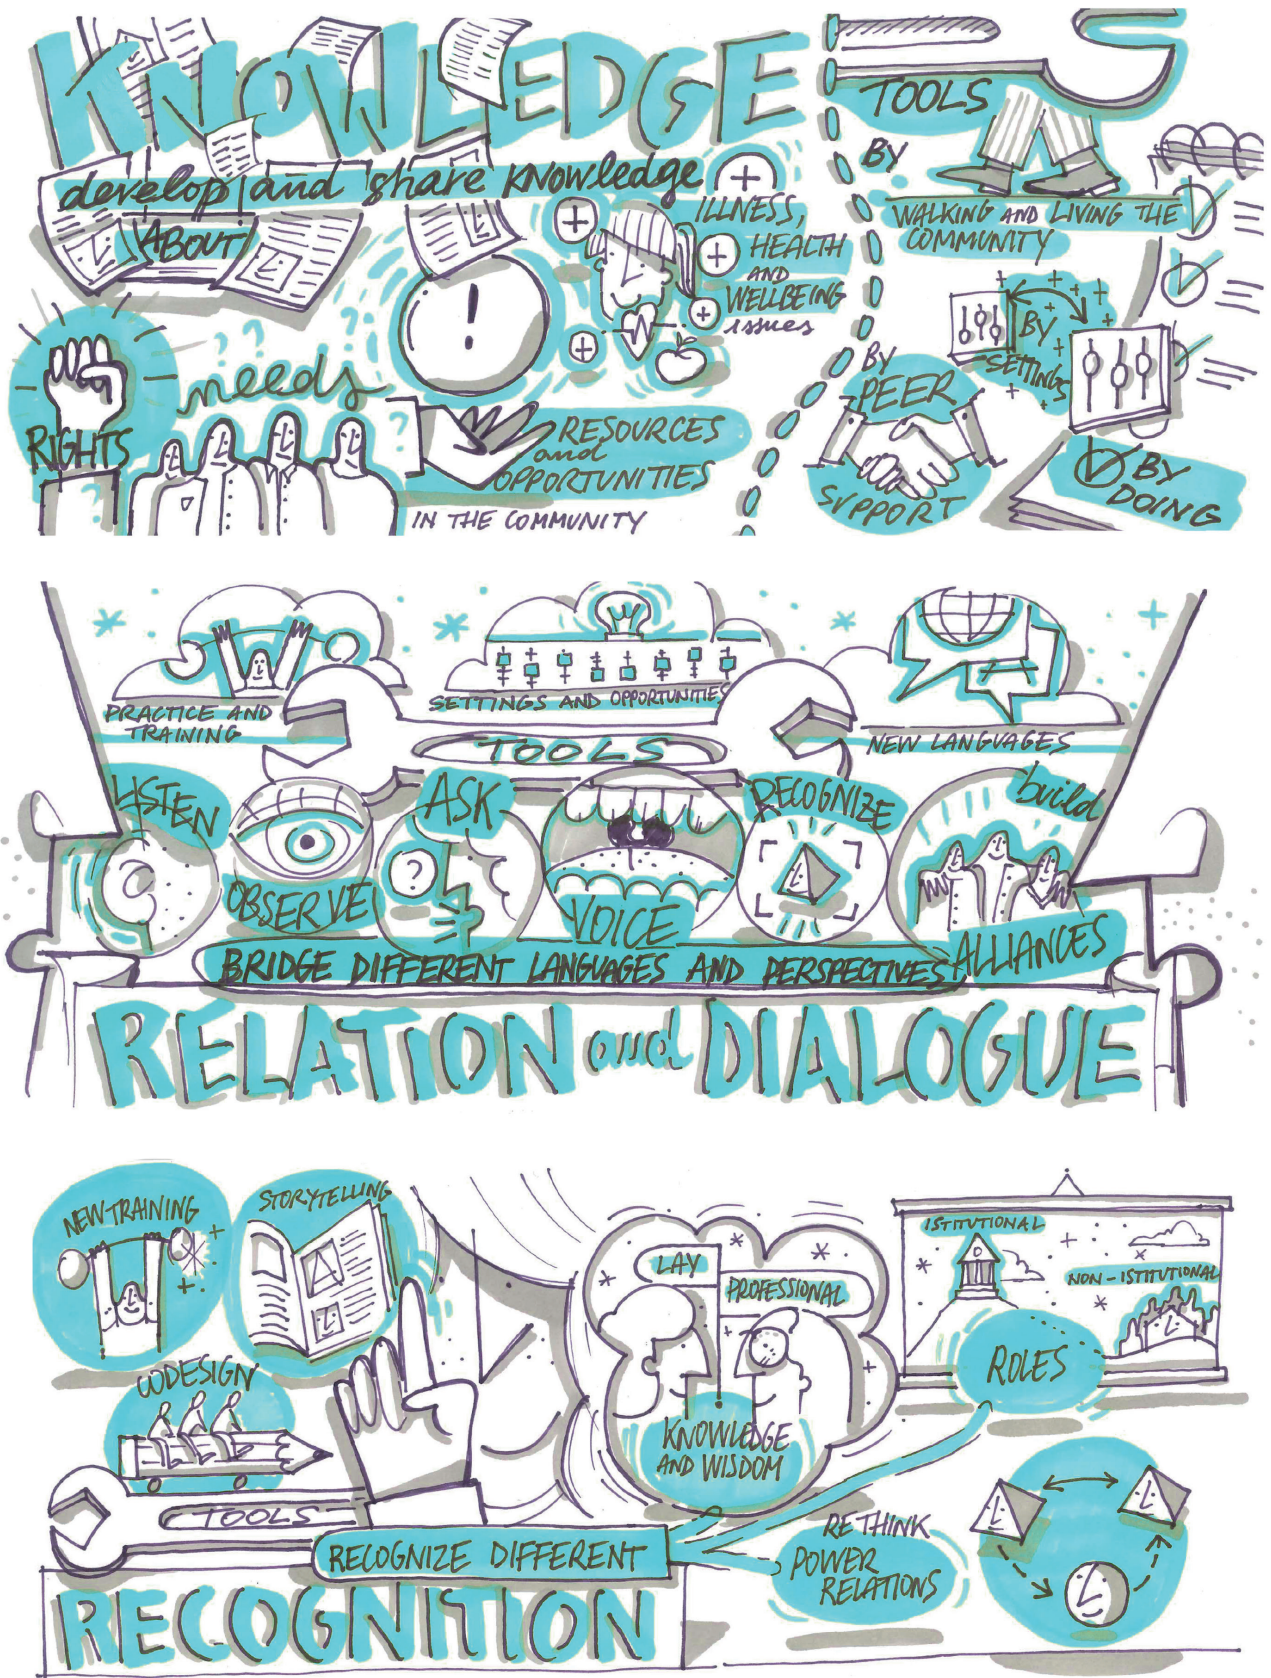 KNOWLEDGE
develop and share KNOWledge
ABOUT
RIGHTS
needs
ILLNESS,
HEALTH
AND
WELLBEING
issues
RESOURCES
and
OPPORTUNITIES
IN THE COMMUNITY
TOOLS
BY
WALKING AND LIVING THE
COMMUNITY
BY
SETTINGS
BY
PEER
SUPPORT
BY
DOING
PRACTICE AND
TRAINING
SETTINGS AND OPPORTUNITIES
NEW LANGUAGES
TOOLS
LISTEN
OBSERVE
ASK
VOICE
RECOGNIZE
build
ALLIANCES
BRIDGE DIFFERENT LANGUAGES AND PERSPECTIVES
RELATION and DIALOGUE
NEW TRAINING
STORYTELLING
CODESIGN
TOOLS
LAY
PROFESSIONAL
KNOWLEDGE
AND WISDOM
ISTITUTIONAL
NON-ISTITUTIONAL
ROLES
RETHINK
POWER
RELATIONS
RECOGNIZE DIFFERENT
RECOGNITION